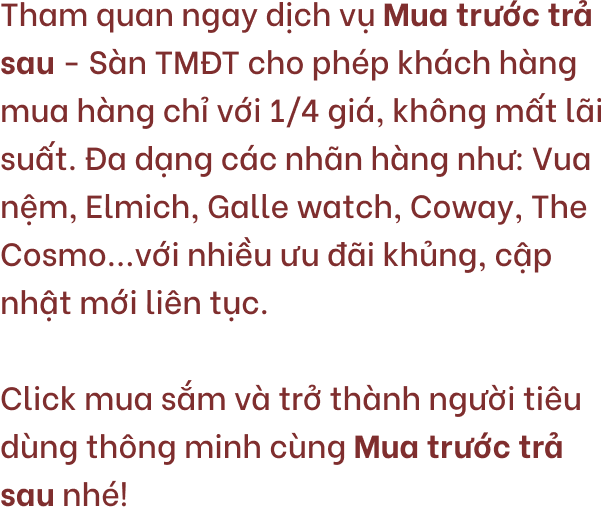 Tham quan ngay dịch vụ Mua trước trả
sau - Sàn TMĐT cho phép khách hàng
mua hàng chỉ với 1/4 giá, không mất lãi
suất. Đa dạng các nhãn hàng như: Vua
nệm, Elmich, Galle watch, Coway, The
Cosmo...với nhiều ưu đãi khủng, cập
nhật mới liên tục.
Click mua sắm và trở thành người tiêu
dùng thông minh cùng Mua trước trả
sau nhé!